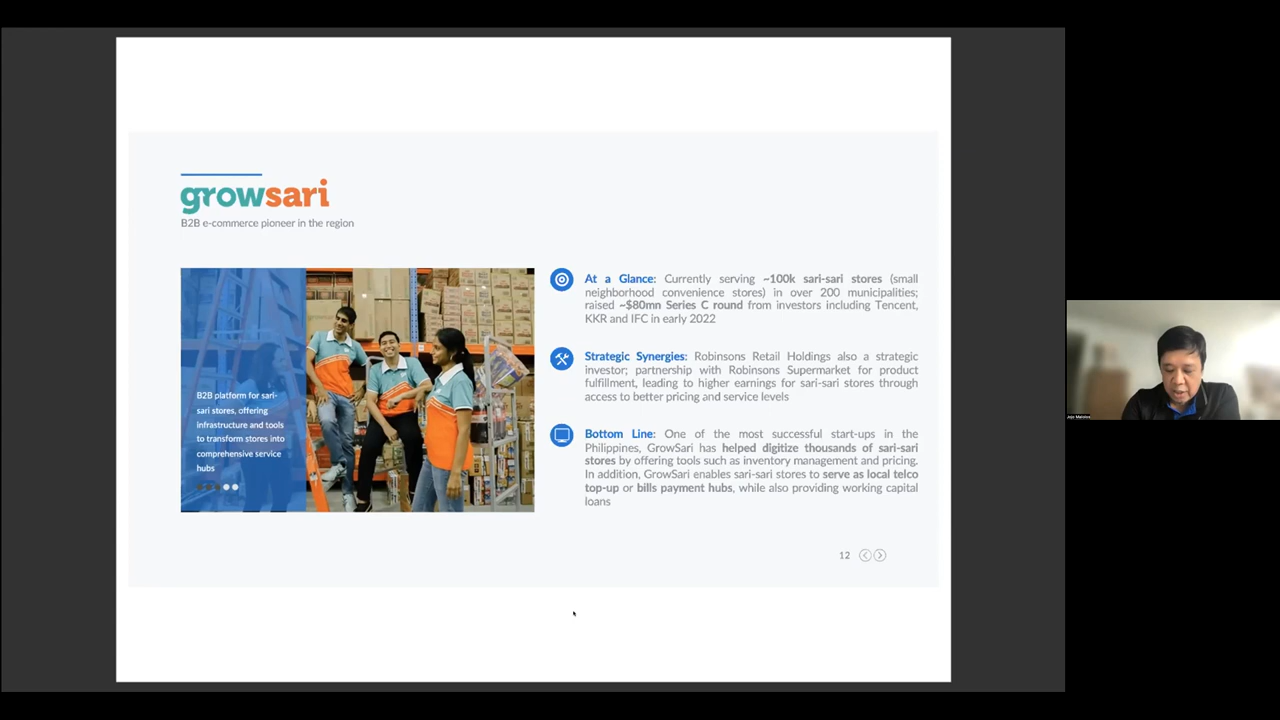 growsari
B2B e-commerce pioneer in the region
B2B platform for sari-
sari stores, offering
infrastructure and tools
to transform stores into
comprehensive service
hubs
At a Glance: Currently serving ~100k sari-sari stores (small
neighborhood convenience stores) in over 200 municipalities;
raised ~$80mn Series C round from investors including Tencent,
KKR and IFC in early 2022
Strategic Synergies: Robinsons Retail Holdings also a strategic
investor; partnership with Robinsons Supermarket for product
fulfillment, leading to higher earnings for sari-sari stores through
access to better pricing and service levels
Bottom Line: One of the most successful start-ups in the
Philippines, GrowSari has helped digitize thousands of sari-sari
stores by offering tools such as inventory management and pricing.
In addition, GrowSari enables sari-sari stores to serve as local telco
top-up or bills payment hubs, while also providing working capital
loans
12